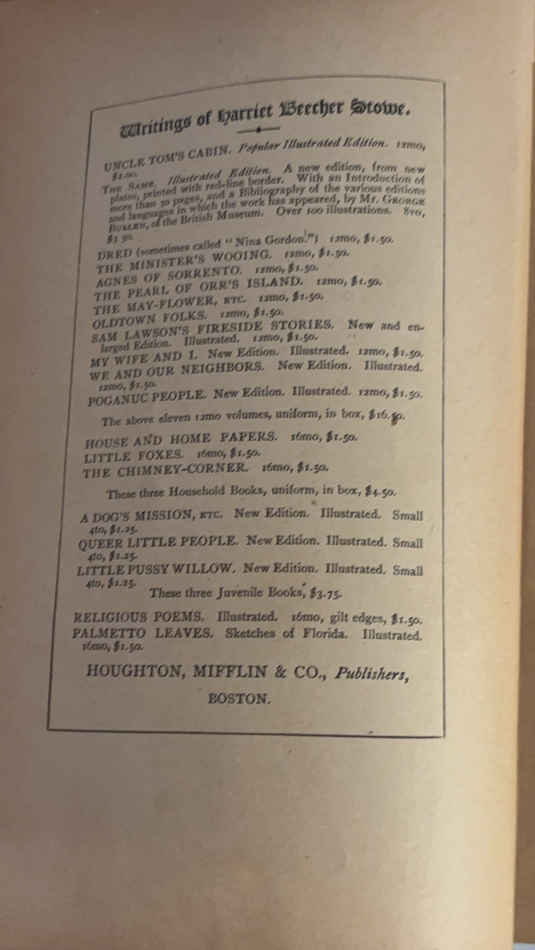 Writings of Harriet Beecher Stowe.
UNCLE TOM'S CABIN. Popular Illustrated Edition. 12mo,
$2.00.
THE SAME. Illustrated Edition. A new edition, from new
plates, printed with red-line border. With an Introduction of
more than 30 pages, and a Bibliography of the various editions
and languages in which the work has appeared, by Mr. GEORGE
BULLEN, of the British Museum. Over 100 illustrations. 8vo,
$3.50.
DRED (sometimes called "Nina Gordon.") 12mo, $1.50.
THE MINISTER'S WOOING. 12mo, $1.50.
AGNES OF SORRENTO. 12mo, $1.50.
THE PEARL OF ORR'S ISLAND. 12mo, $1.50.
THE MAY-FLOWER, ETC. 12mo, $1.50.
OLDTOWN FOLKS. 12mo, $1.50.
SAM LAWSON'S FIRESIDE STORIES. New and en-
larged Edition. Illustrated. 12mo, $1.50.
MY WIFE AND I. New Edition. Illustrated. 12mo, $1.50.
WE AND OUR NEIGHBORS. New Edition. Illustrated.
12mo, $1.50.
POGANUC PEOPLE. New Edition. Illustrated. 12mo, $1.50.
The above eleven 12mo volumes, uniform, in box, $16.50.
HOUSE AND HOME PAPERS. 16mo, $1.50.
LITTLE FOXES. 16mo, $1.50.
THE CHIMNEY-CORNER. 16mo, $1.50.
These three Household Books, uniform, in box, $4.50.
A DOG'S MISSION, ETC. New Edition. Illustrated. Small
4to, $1.25.
QUEER LITTLE PEOPLE. New Edition. Illustrated. Small
4to, $1.25.
LITTLE PUSSY WILLOW. New Edition. Illustrated. Small
4to, $1.25.
These three Juvenile Books, $3.75.
RELIGIOUS POEMS. Illustrated. 16mo, gilt edges, $1.50.
PALMETTO LEAVES. Sketches of Florida. Illustrated.
16mo, $1.50.
HOUGHTON, MIFFLIN & CO., Publishers,
BOSTON.